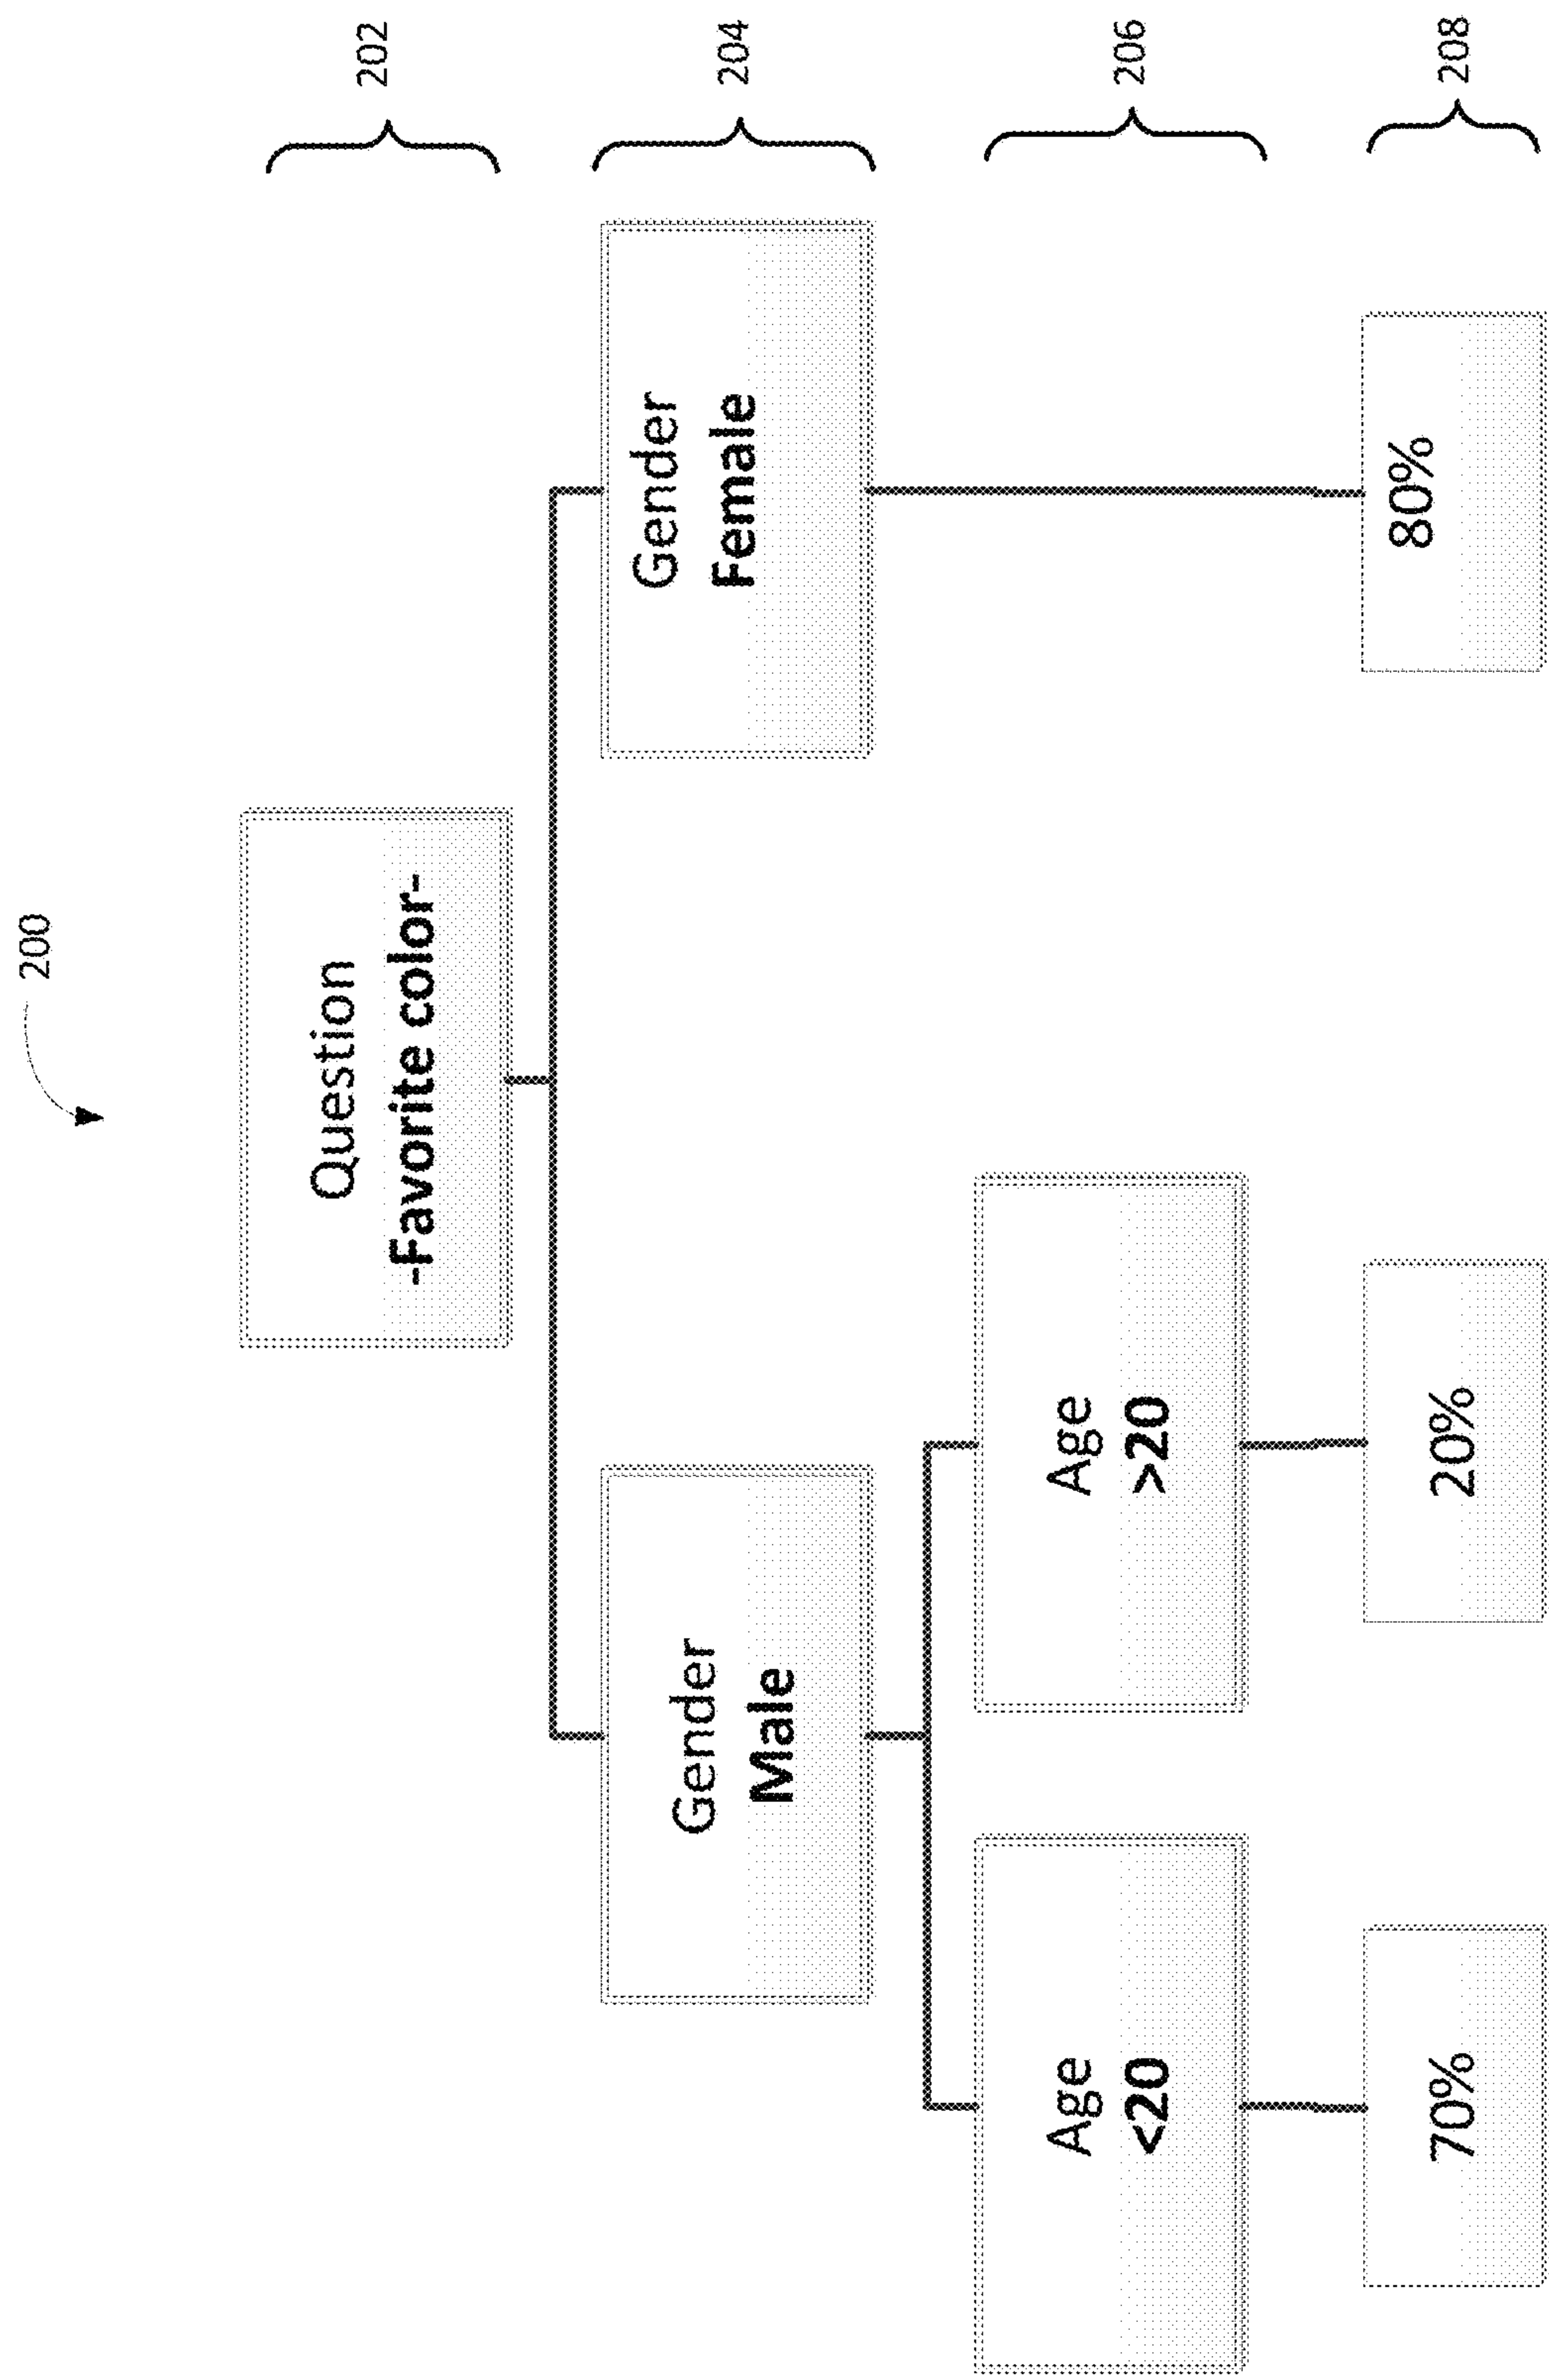 200
Question
-Favorite color-
202
Gender
Male
Gender
Female
204
Age
<20
Age
>20
206
70%
20%
80%
208